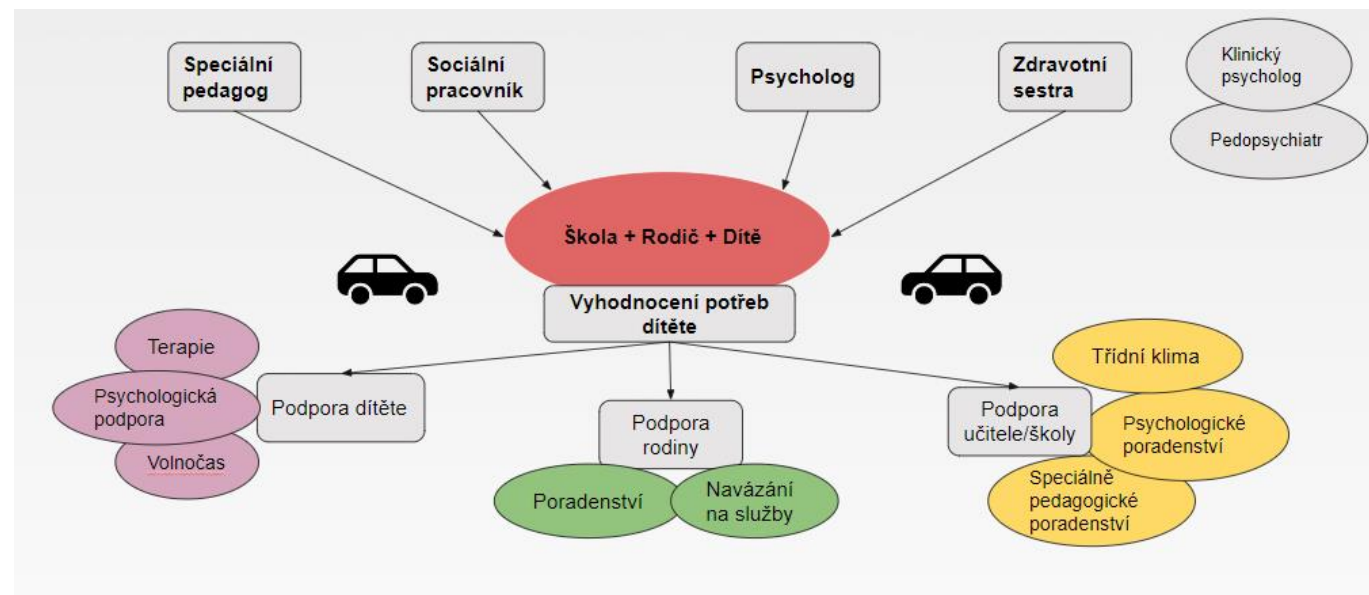 Speciální
pedagog
Sociální
pracovník
Psycholog
Zdravotní
sestra
Klinický
psycholog
Pedopsychiatr
Škola + Rodič + Dítě
Vyhodnocení potřeb
dítěte
Terapie
Psychologická
podpora
Volnočas
Podpora dítěte
Podpora
rodiny
Poradenství
Navázání
na služby
Podpora
učitele/školy
Třídní klima
Psychologické
poradenství
Speciálně
pedagogické
poradenství